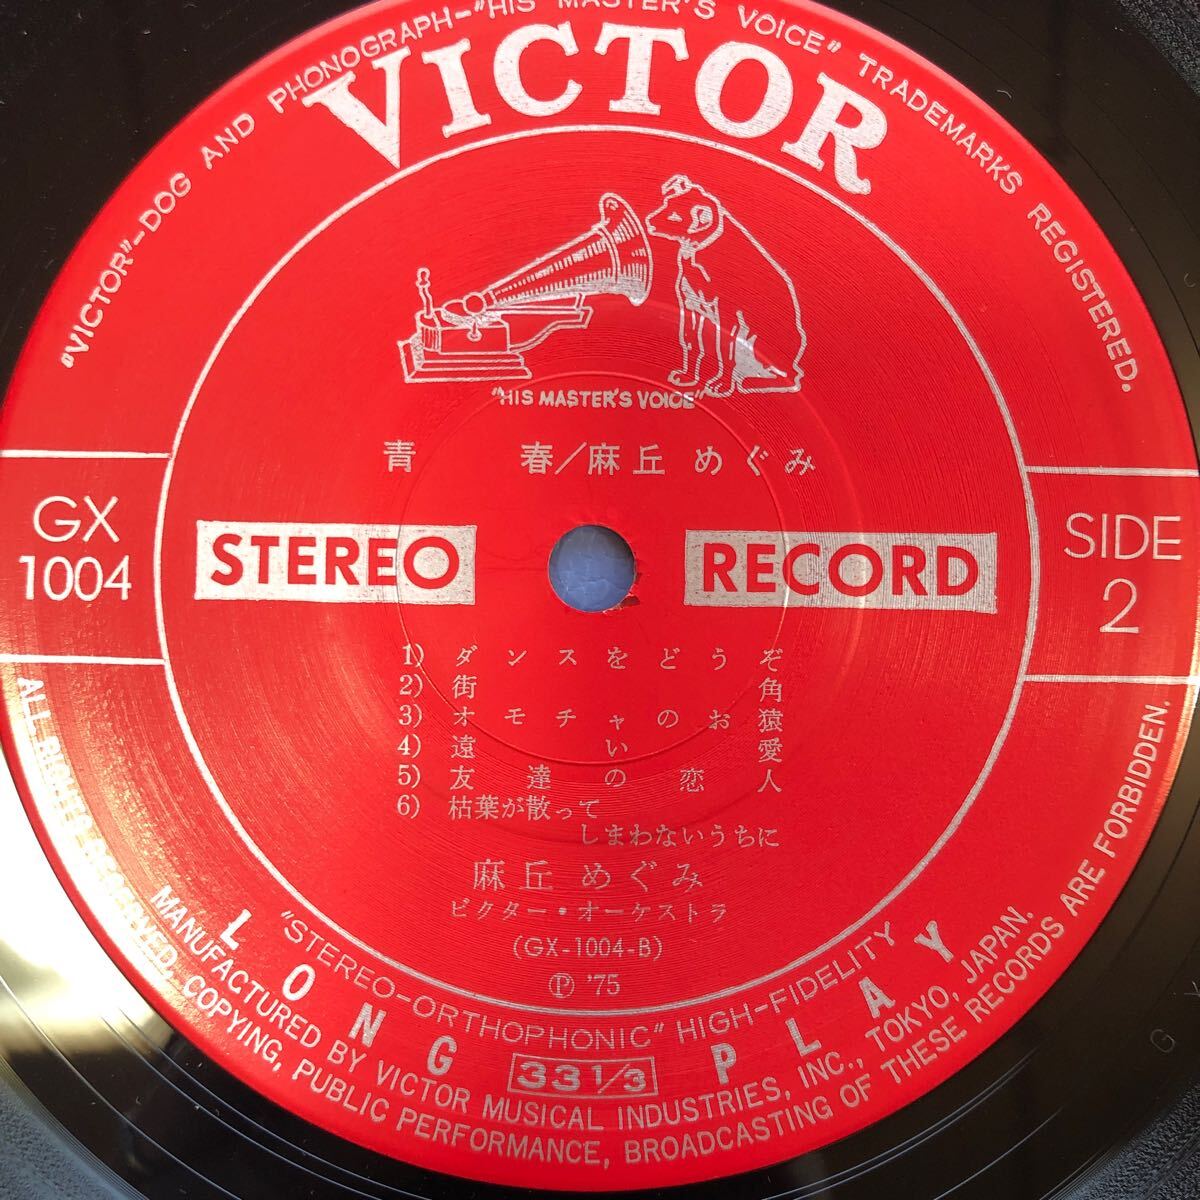 "VICTOR"-DOG AND PHONOGRAPH-"HIS MASTER'S VOICE" TRADEMARKS REGISTERED.
VICTOR
"HIS MASTER'S VOICE"
青 春/麻丘 めぐみ
GX
1004
STEREO RECORD
SIDE
2
1) ダンスをどうぞ
2) 街角
3) オモチャのお猿
4) 遠い愛
5) 友達の恋人
6) 枯葉が散って
しまわないうちに
麻丘 めぐみ
ビクター・オーケストラ
(GX-1004-B)
Ⓟ '75
"STEREO-ORTHOPHONIC" HIGH-FIDELITY
LONG 33 1/3 PLAY
MANUFACTURED BY VICTOR MUSICAL INDUSTRIES, INC., TOKYO, JAPAN.
ALL RIGHTS RESERVED. COPYING, PUBLIC PERFORMANCE, BROADCASTING OF THESE RECORDS ARE FORBIDDEN.
G